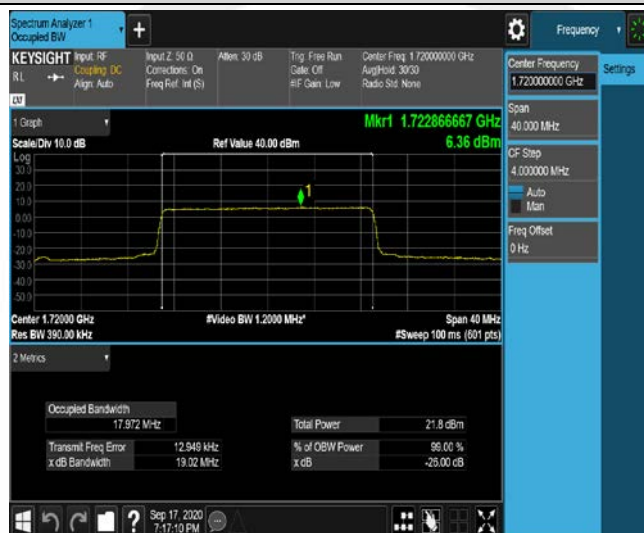 Spectrum Analyzer 1
Occupied BW
Frequency
KEYSIGHT Input: RF Input Z: 50 Ω Atten: 30 dB Trig: Free Run Center Freq: 1.720000000 GHz
RL Coupling: DC Corrections: On Gate: Off Avg|Hold: 30/30
Align: Auto Freq Ref: Int (S) #IF Gain: Low Radio Std: None
Center Frequency
1.720000000 GHz
Settings
Span
40.000 MHz
CF Step
4.000000 MHz
Auto
Man
Freq Offset
0 Hz
1 Graph
Mkr1 1.722866667 GHz
Scale/Div 10.0 dB Ref Value 40.00 dBm 6.36 dBm
Log
30.0
20.0
10.0
0.00
-10.0
-20.0
-30.0
-40.0
-50.0
1
Center 1.72000 GHz #Video BW 1.2000 MHz* Span 40 MHz
Res BW 390.00 kHz #Sweep 100 ms (601 pts)
2 Metrics
Occupied Bandwidth
17.972 MHz Total Power 21.8 dBm
Transmit Freq Error 12.949 kHz % of OBW Power 99.00 %
x dB Bandwidth 19.02 MHz x dB -26.00 dB
Sep 17, 2020
7:17:10 PM